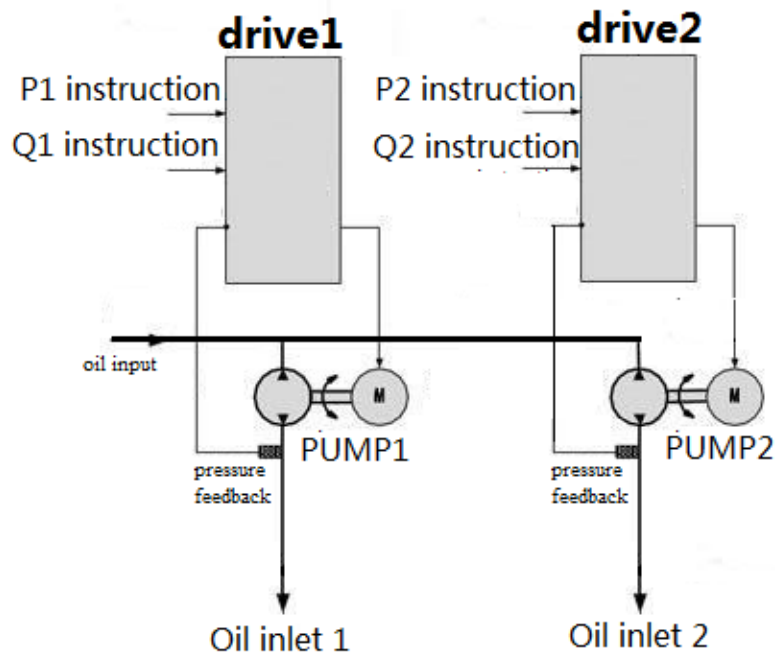 drive1
drive2
P1 instruction
P2 instruction
Q1 instruction
Q2 instruction
oil input
M
M
PUMP1
PUMP2
pressure
feedback
pressure
feedback
Oil inlet 1
Oil inlet 2